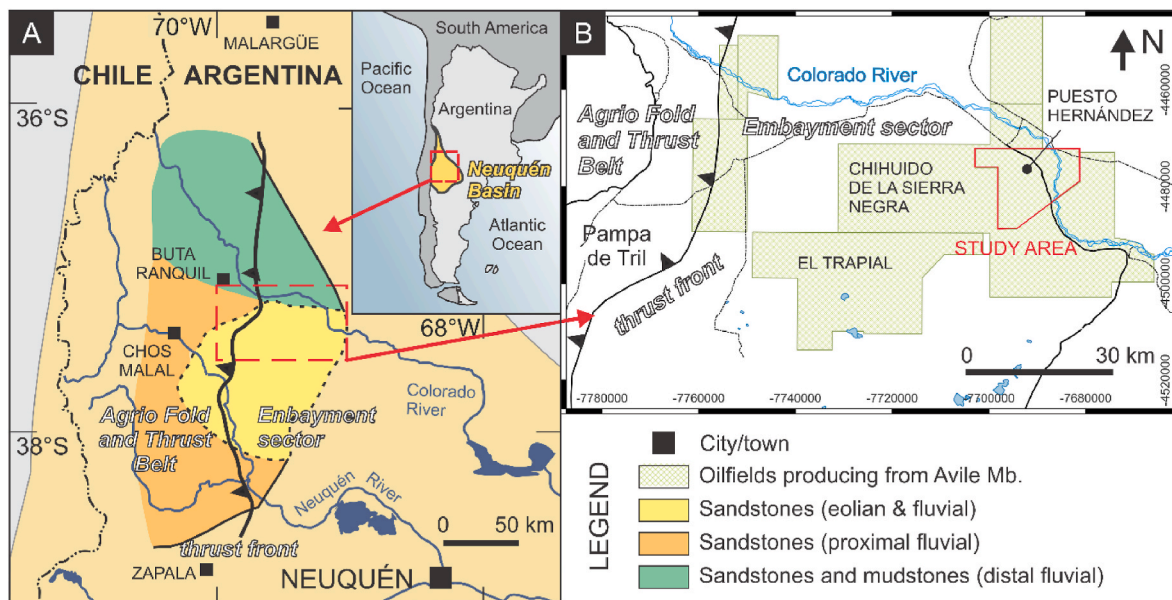 A
70°W
MALARGÜE
CHILE
ARGENTINA
36°S
BUTA
RANQUIL
CHOS
MALAL
68°W
Colorado
River
Agrio Fold
and Thrust
Belt
Enbayment
sector
38°S
Neuquén
River
0 50 km
thrust front
ZAPALA
NEUQUÉN
South America
Pacific
Ocean
Argentina
Neuquén
Basin
Atlantic
Ocean
B
N
Colorado River
Agrio Fold
and Thrust
Belt
Embayment sector
PUESTO
HERNÁNDEZ
CHIHUIDO
DE LA SIERRA
NEGRA
STUDY AREA
Pampa
de Tril
EL TRAPIAL
thrust front
0 30 km
-4460000
-4480000
-4500000
-4520000
-7780000
-7760000
-7740000
-7720000
-7700000
-7680000
LEGEND
City/town
Oilfields producing from Avile Mb.
Sandstones (eolian & fluvial)
Sandstones (proximal fluvial)
Sandstones and mudstones (distal fluvial)